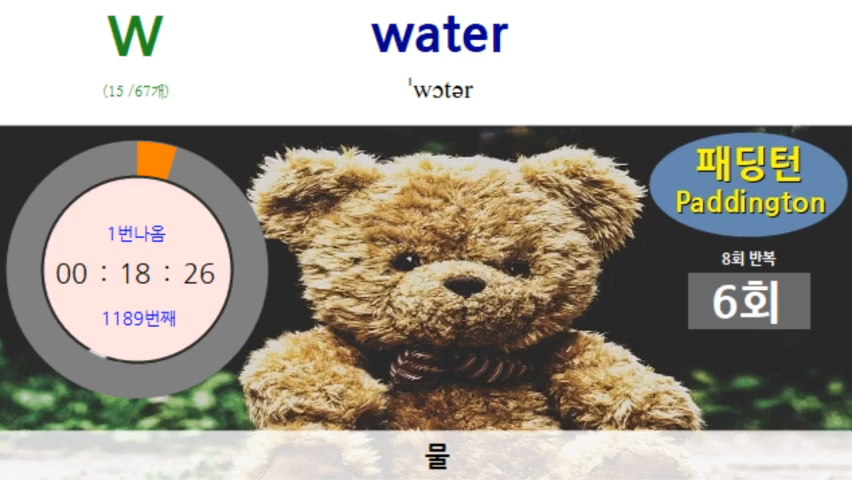 W
(15 /67개)
water
ˈwɔtər
1번나옴
00 : 18 : 26
1189번째
패딩턴
Paddington
8회 반복
6회
물